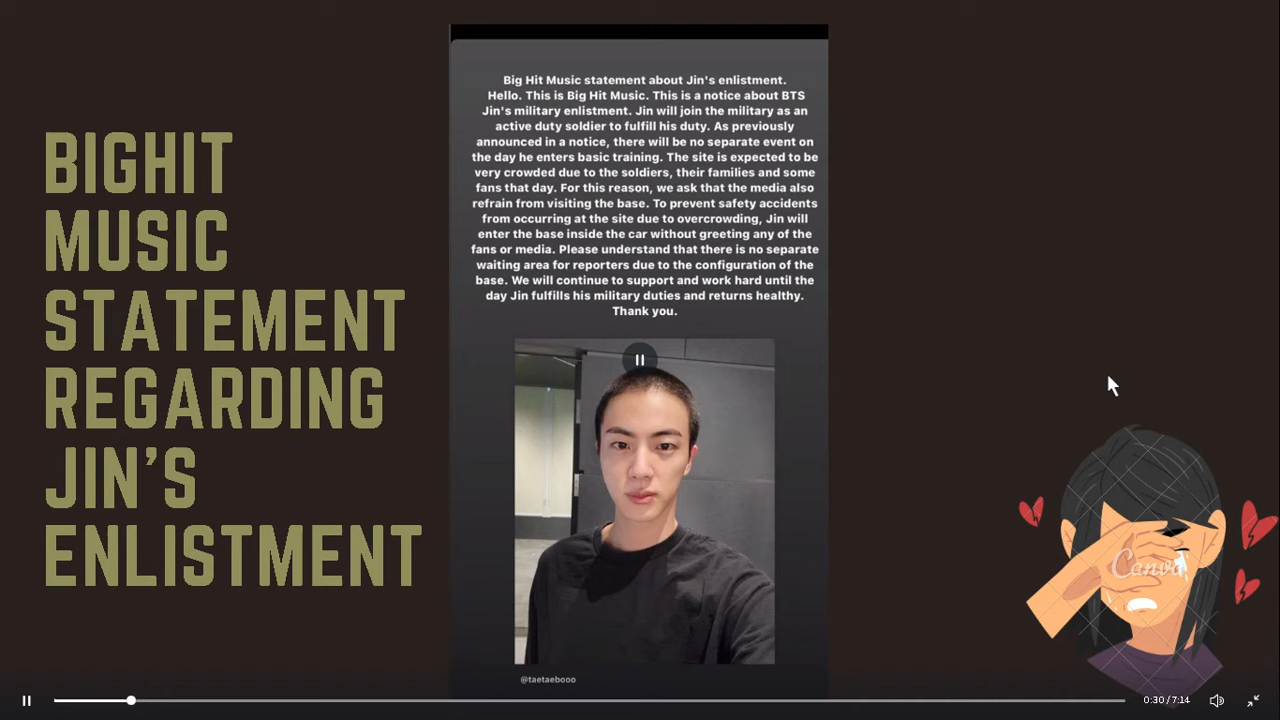 BIGHIT
MUSIC
STATEMENT
REGARDING
JIN'S
ENLISTMENT
Big Hit Music statement about Jin's enlistment.
Hello. This is Big Hit Music. This is a notice about BTS
Jin's military enlistment. Jin will join the military as an
active duty soldier to fulfill his duty. As previously
announced in a notice, there will be no separate event on
the day he enters basic training. The site is expected to be
very crowded due to the soldiers, their families and some
fans that day. For this reason, we ask that the media also
refrain from visiting the base. To prevent safety accidents
from occurring at the site due to overcrowding, Jin will
enter the base inside the car without greeting any of the
fans or media. Please understand that there is no separate
waiting area for reporters due to the configuration of the
base. We will continue to support and work hard until the
day Jin fulfills his military duties and returns healthy.
Thank you.
@taetaebooo
Canva
0:30 / 7:14